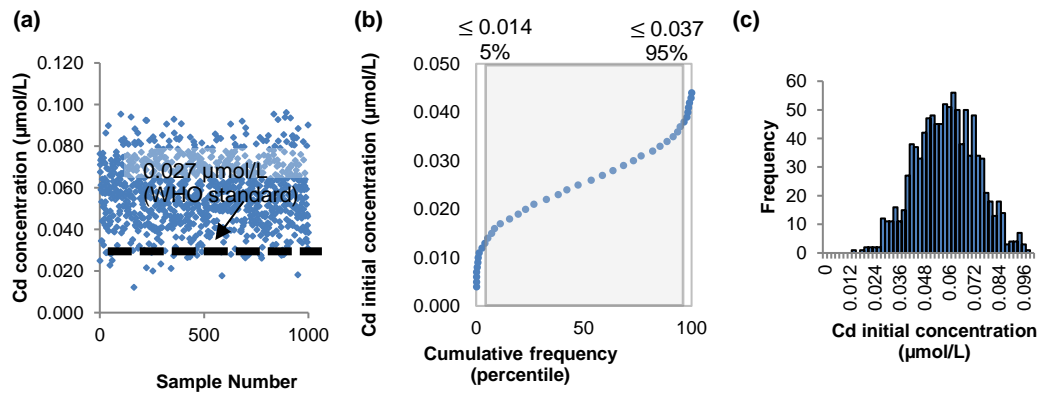 (a)
Cd concentration (µmol/L)
0.120
0.100
0.080
0.060
0.040
0.020
0.000
0.027 µmol/L
(WHO standard)
0
500
1000
Sample Number
(b)
≤ 0.014
5%
≤ 0.037
95%
Cd initial concentration (µmol/L)
0.050
0.040
0.030
0.020
0.010
0.000
0
100
Cumulative frequency
(percentile)
(c)
Frequency
60
50
40
30
20
10
0
0
0.012
0.024
0.036
0.048
0.06
0.072
0.084
0.096
Cd initial concentration
(µmol/L)